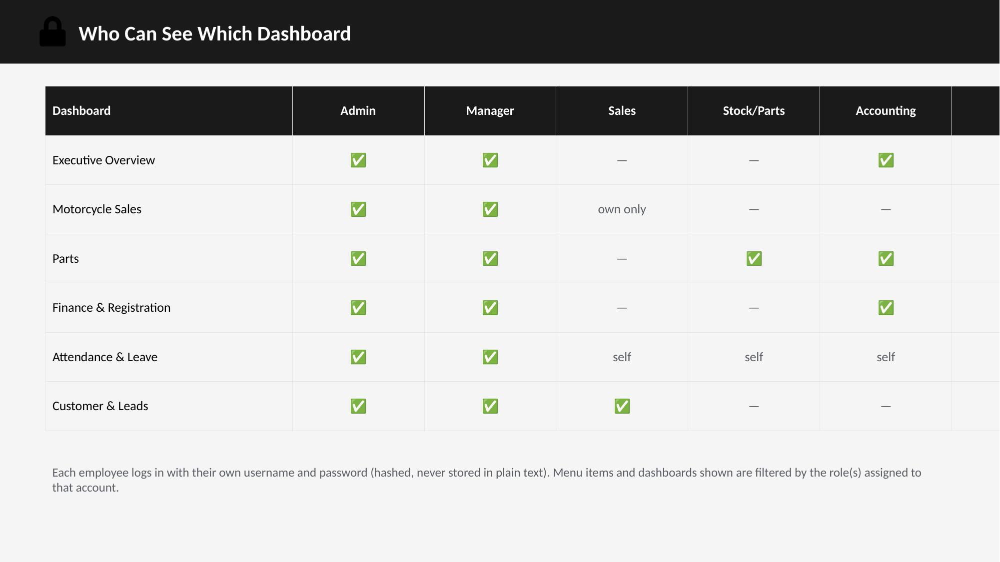 Who Can See Which Dashboard
Dashboard Admin Manager Sales Stock/Parts Accounting
Executive Overview ✅ ✅ — — ✅
Motorcycle Sales ✅ ✅ own only — —
Parts ✅ ✅ — ✅ ✅
Finance & Registration ✅ ✅ — — ✅
Attendance & Leave ✅ ✅ self self self
Customer & Leads ✅ ✅ ✅ — —
Each employee logs in with their own username and password (hashed, never stored in plain text). Menu items and dashboards shown are filtered by the role(s) assigned to
that account.